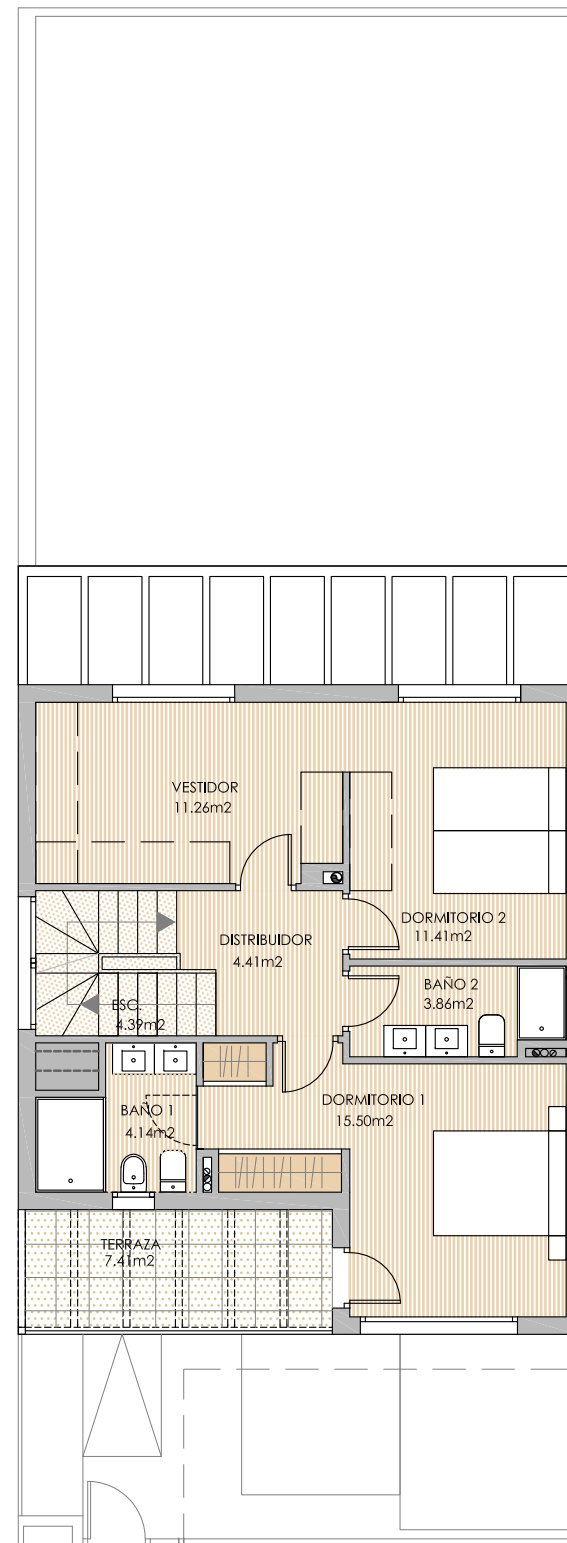 VESTIDOR
11.26m2
DORMITORIO 2
11.41m2
DISTRIBUIDOR
4.41m2
BAÑO 2
3.86m2
ESC.
4.39m2
DORMITORIO 1
15.50m2
BAÑO 1
4.14m2
TERRAZA
7.41m2